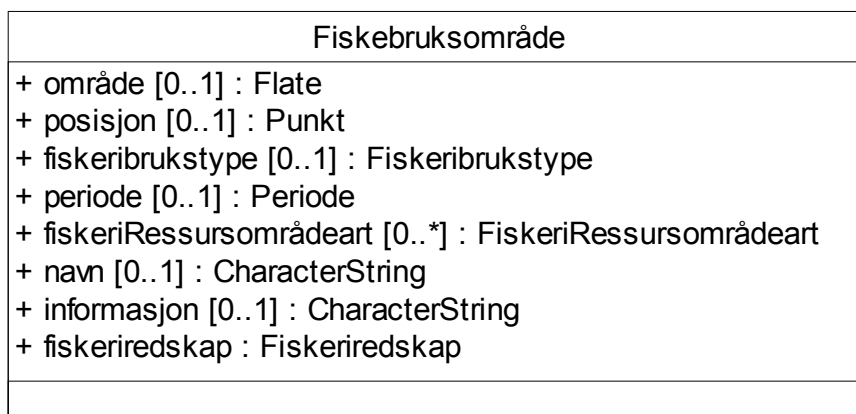 Fiskebruksområde
+ område [0..1] : Flate
+ posisjon [0..1] : Punkt
+ fiskeribrukstype [0..1] : Fiskeribrukstype
+ periode [0..1] : Periode
+ fiskeriRessursområdeart [0..*] : FiskeriRessursområdeart
+ navn [0..1] : CharacterString
+ informasjon [0..1] : CharacterString
+ fiskeriredskap : Fiskeriredskap